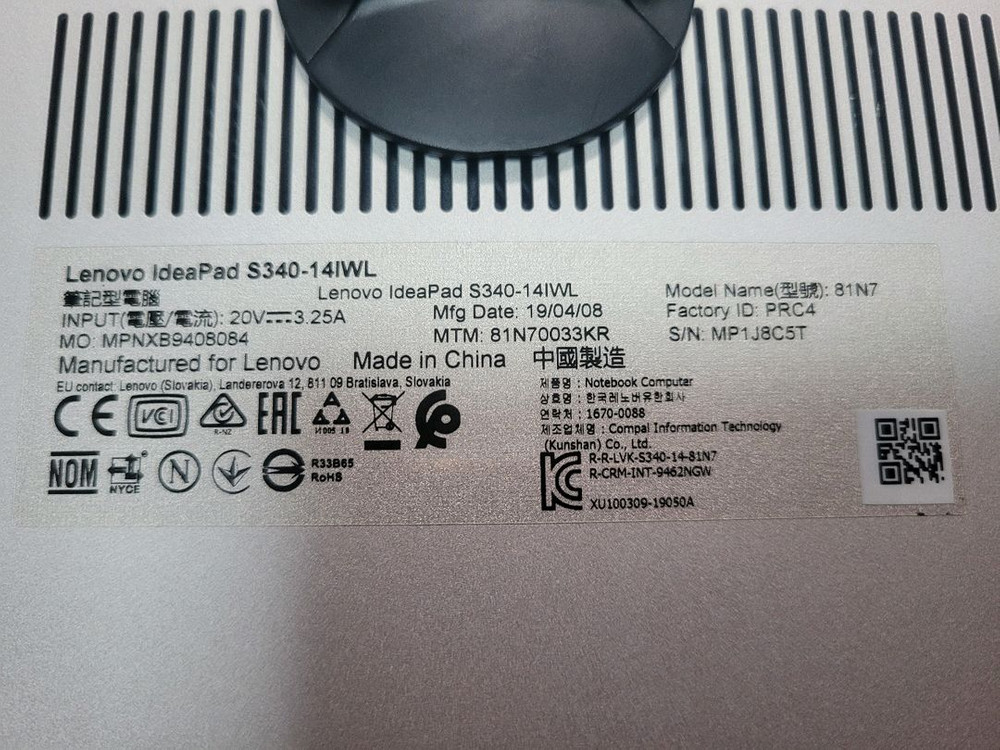 Lenovo IdeaPad S340-14IWL
筆記型電腦 Lenovo IdeaPad S340-14IWL Model Name(型號): 81N7
INPUT(電壓/電流): 20V⎓3.25A Mfg Date: 19/04/08 Factory ID: PRC4
MO: MPNXB9408084 MTM: 81N70033KR S/N: MP1J8C5T
Manufactured for Lenovo Made in China 中國製造
EU contact: Lenovo (Slovakia), Landererova 12, 811 09 Bratislava, Slovakia
제품명 : Notebook Computer
상호명 : 한국레노버유한회사
연락처 : 1670-0088
제조업체명 : Compal Information Technology
(Kunshan) Co., Ltd.
CE VCI R-NZ EAC
NOM NYCE N R33B65
RoHS
KC R-R-LVK-S340-14-81N7
R-CRM-INT-9462NGW
XU100309-19050A